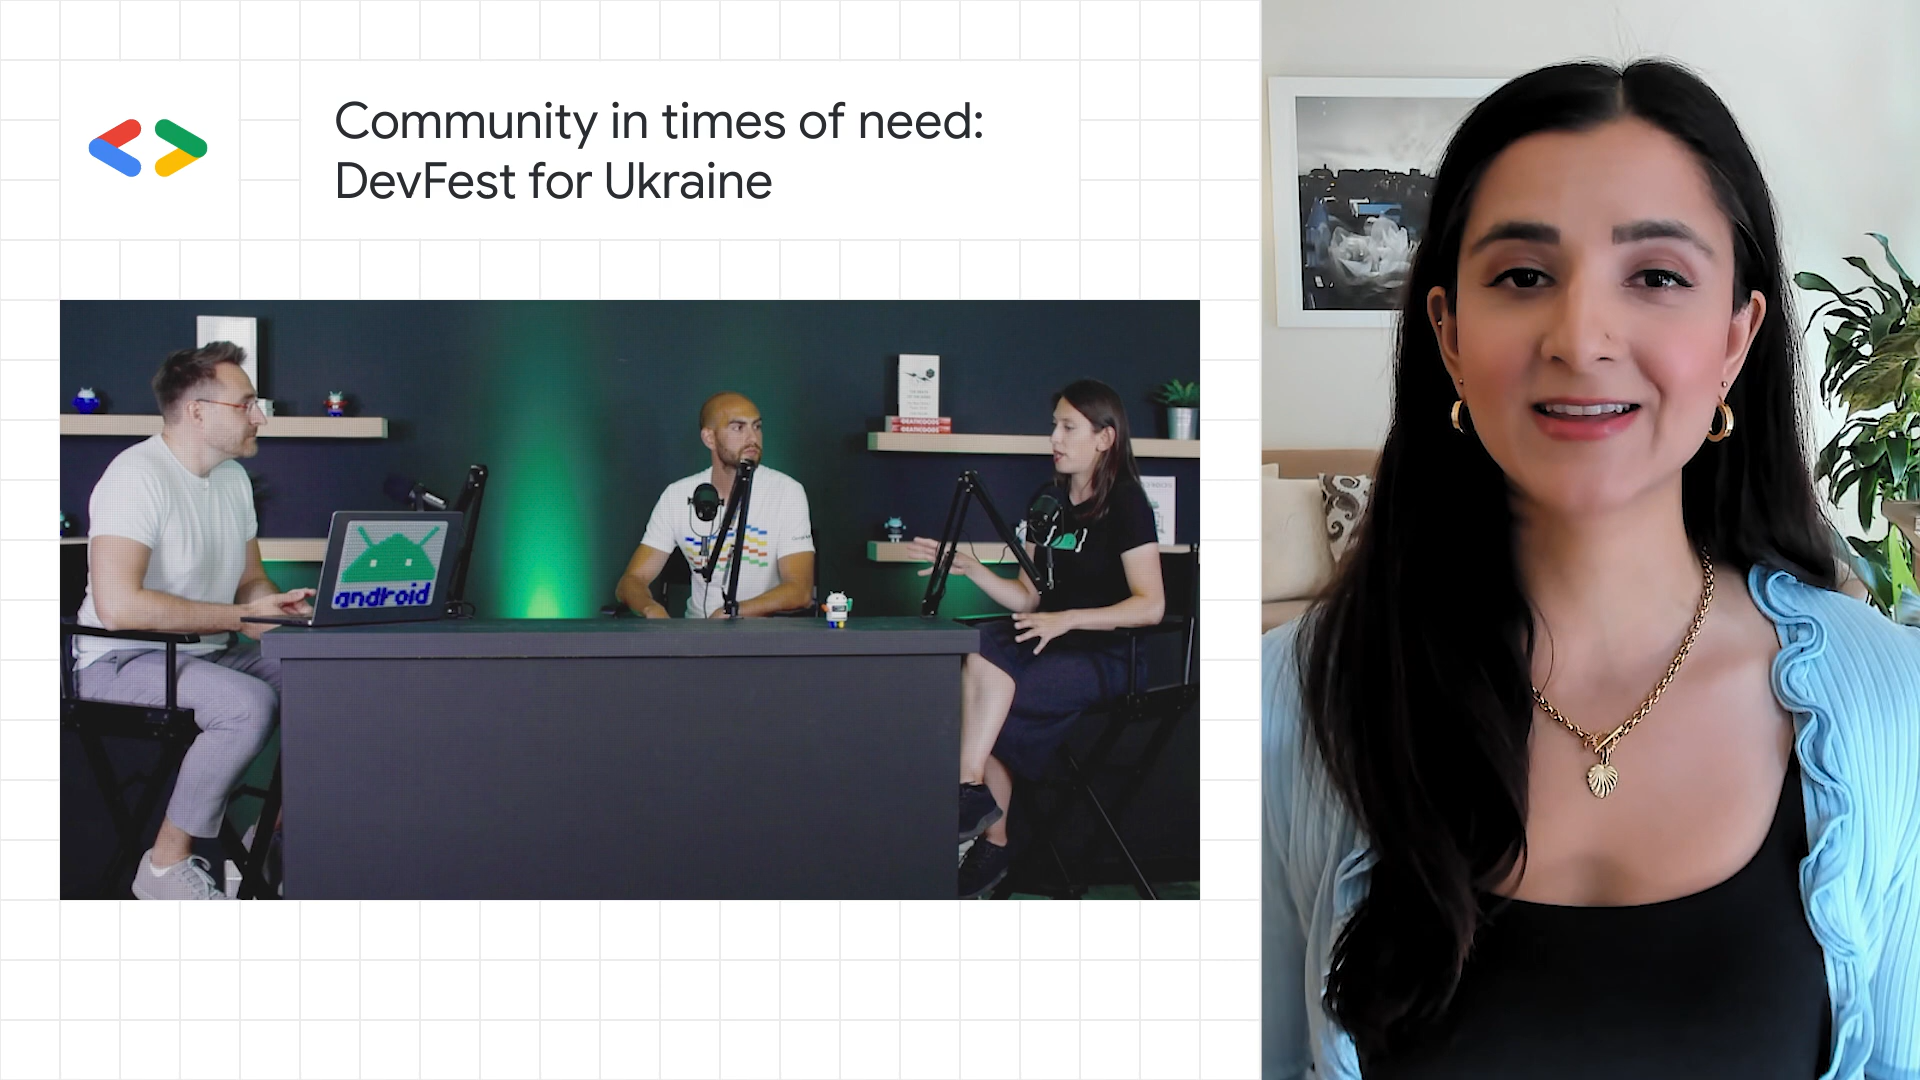 Community in times of need:
DevFest for Ukraine
android